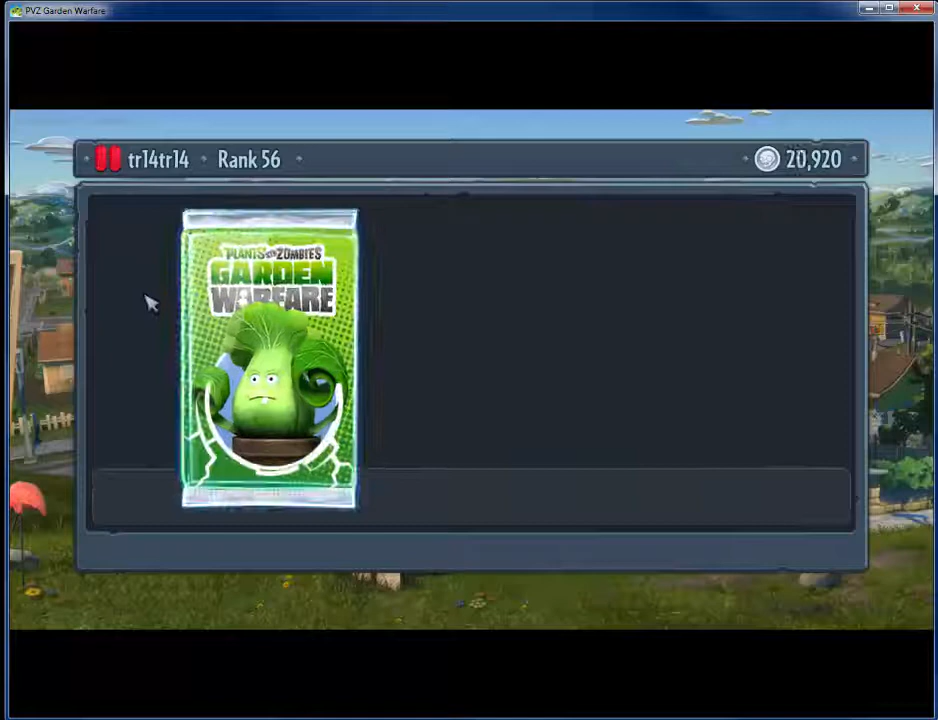 PVZ Garden Warfare
tr14tr14 Rank 56 20,920
PLANTS vs. ZOMBIES
GARDEN
WARFARE